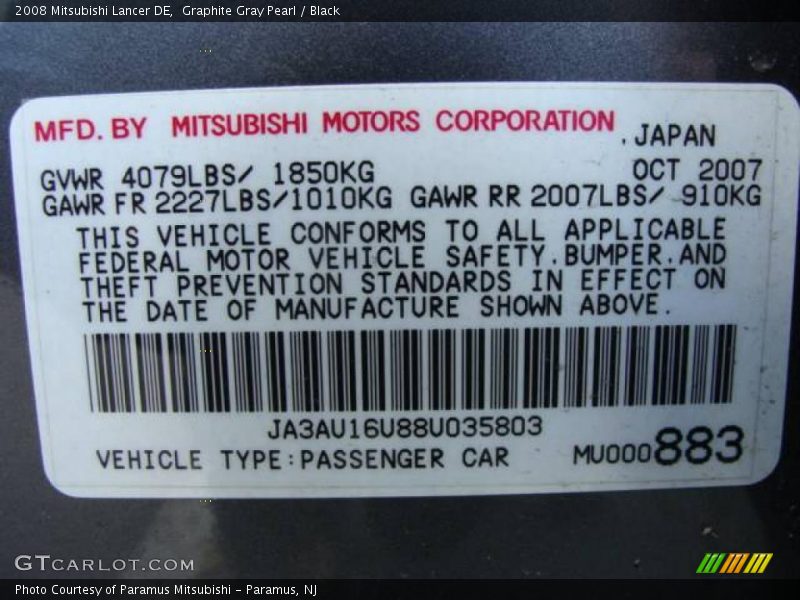 2008 Mitsubishi Lancer DE, Graphite Gray Pearl / Black
MFD. BY MITSUBISHI MOTORS CORPORATION .JAPAN
GVWR 4079LBS/ 1850KG OCT 2007
GAWR FR 2227LBS/1010KG GAWR RR 2007LBS/ 910KG
THIS VEHICLE CONFORMS TO ALL APPLICABLE
FEDERAL MOTOR VEHICLE SAFETY.BUMPER.AND
THEFT PREVENTION STANDARDS IN EFFECT ON
THE DATE OF MANUFACTURE SHOWN ABOVE.
JA3AU16U88U035803
VEHICLE TYPE:PASSENGER CAR MU000883
GTCARLOT.COM
Photo Courtesy of Paramus Mitsubishi - Paramus, NJ